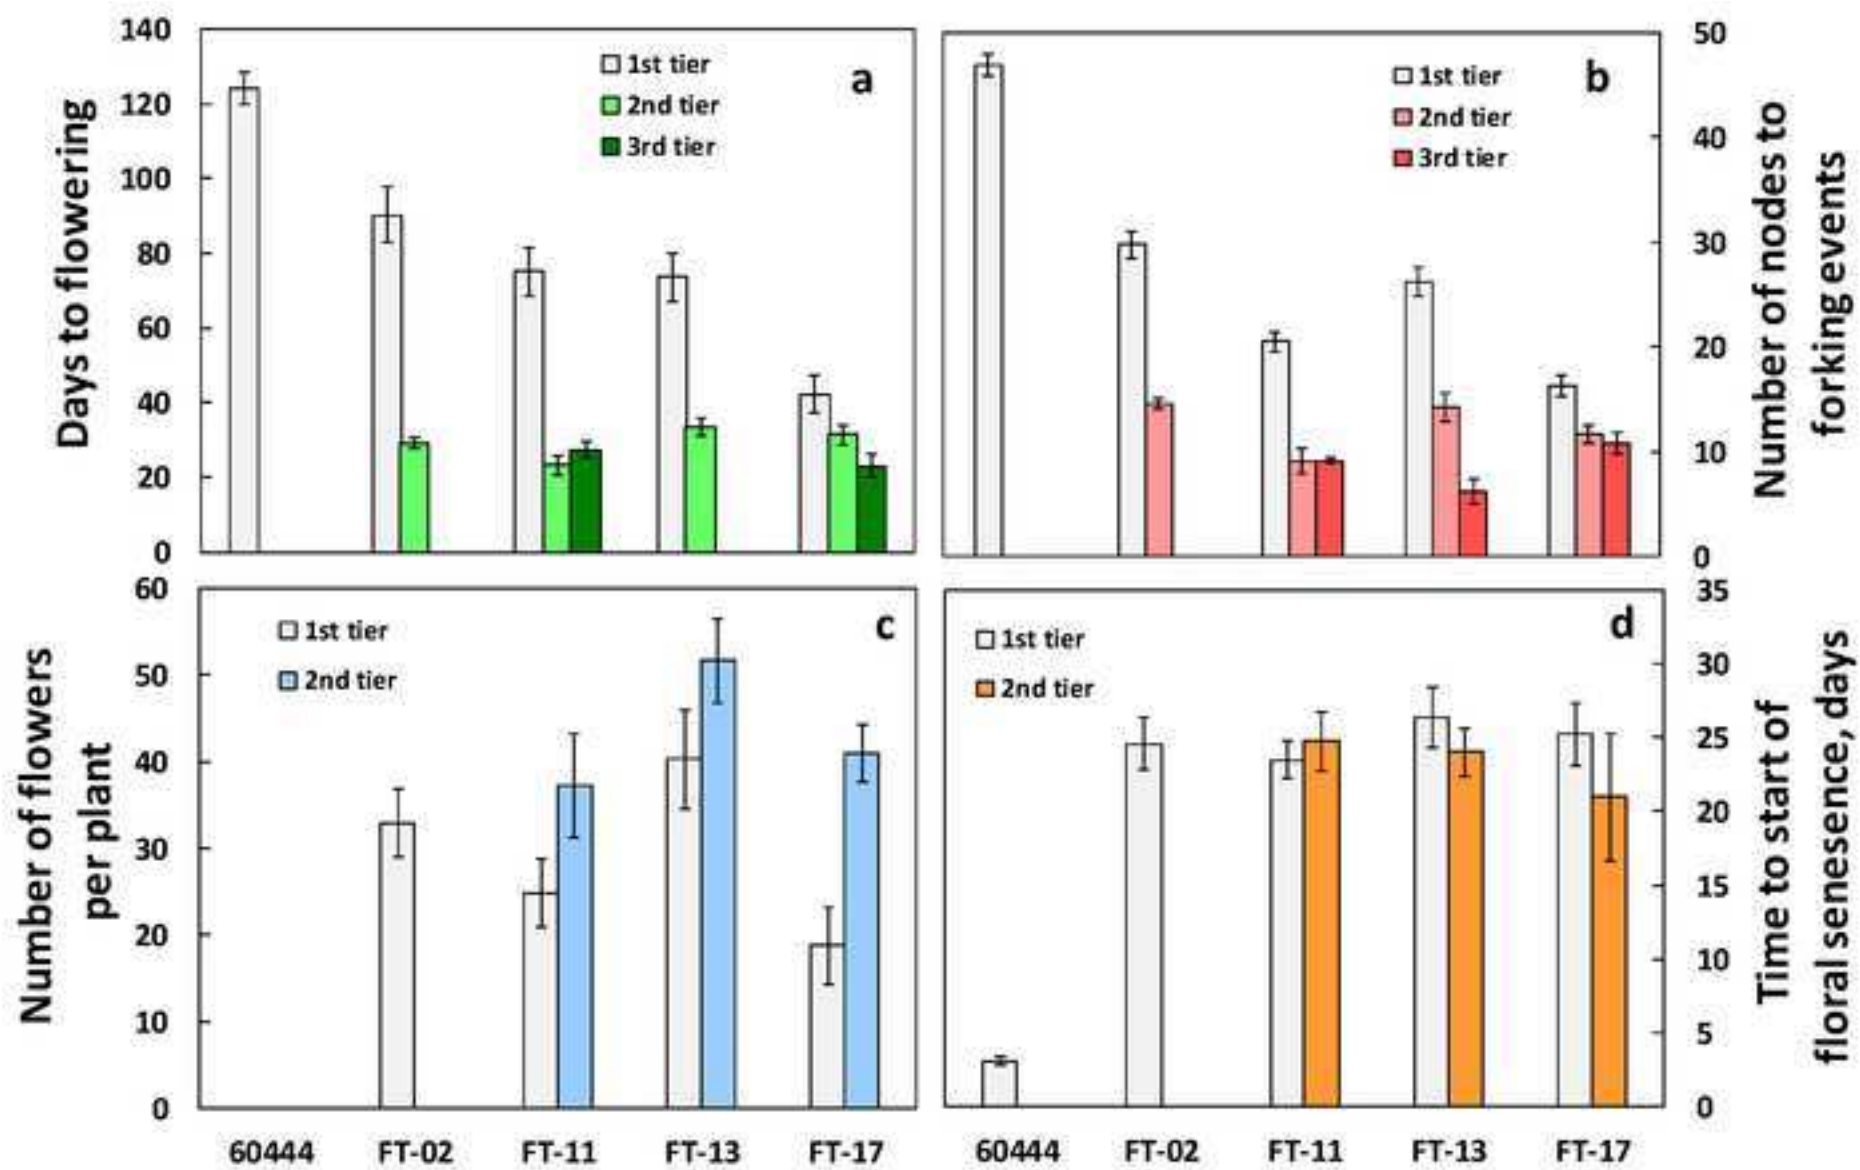 140
120
100
80
60
40
20
0
Days to flowering
1st tier
2nd tier
3rd tier
a
1st tier
2nd tier
3rd tier
b
50
40
30
20
10
0
Number of nodes to
forking events
60
50
40
30
20
10
0
Number of flowers
per plant
1st tier
2nd tier
c
1st tier
2nd tier
d
35
30
25
20
15
10
5
0
Time to start of
floral senesence, days
60444 FT-02 FT-11 FT-13 FT-17
60444 FT-02 FT-11 FT-13 FT-17